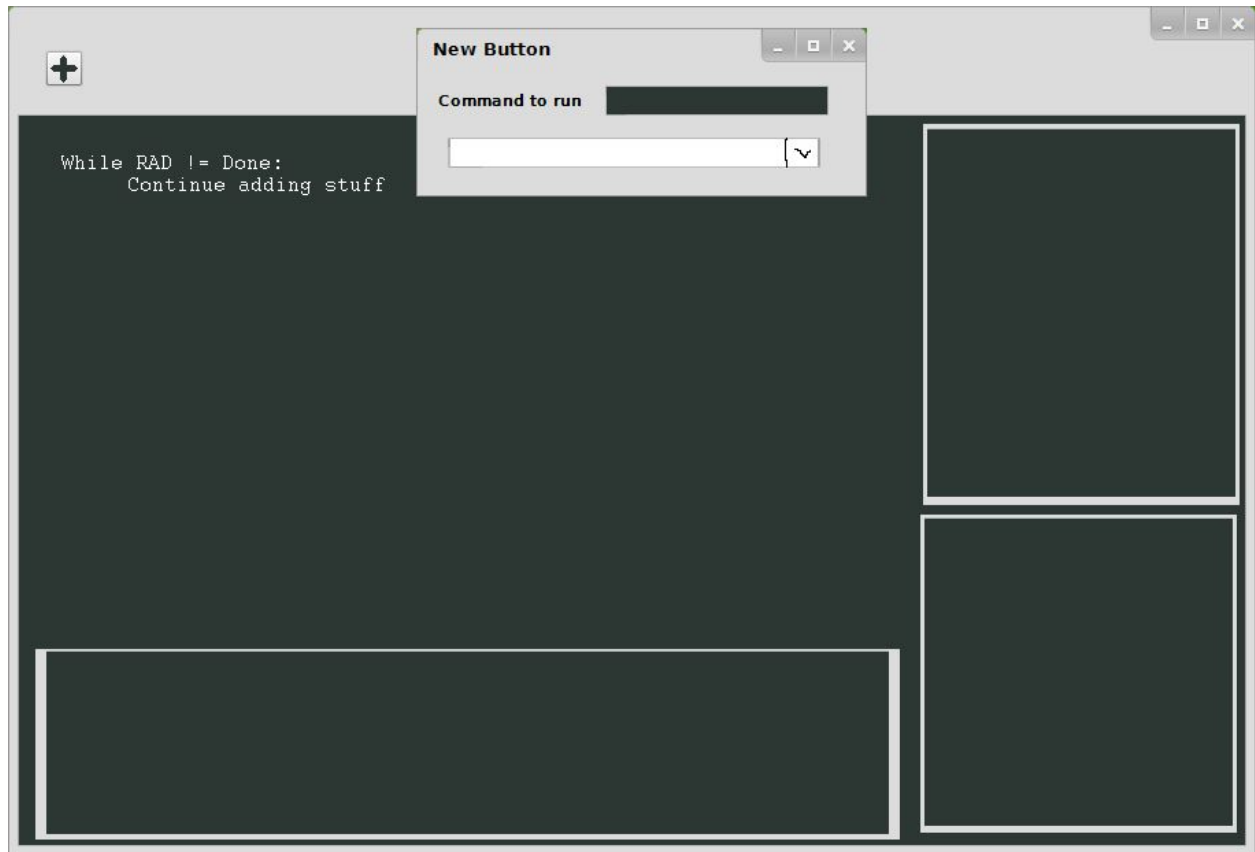 New Button
Command to run
While RAD != Done:
Continue adding stuff